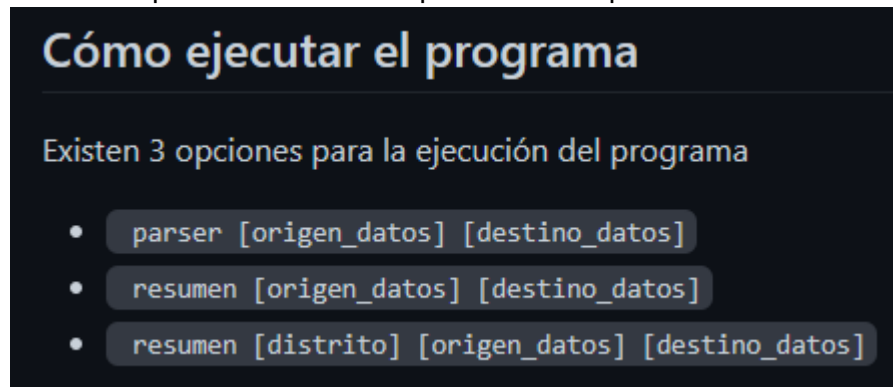 Cómo ejecutar el programa
Existen 3 opciones para la ejecución del programa
• parser [origen_datos] [destino_datos]
• resumen [origen_datos] [destino_datos]
• resumen [distrito] [origen_datos] [destino_datos]